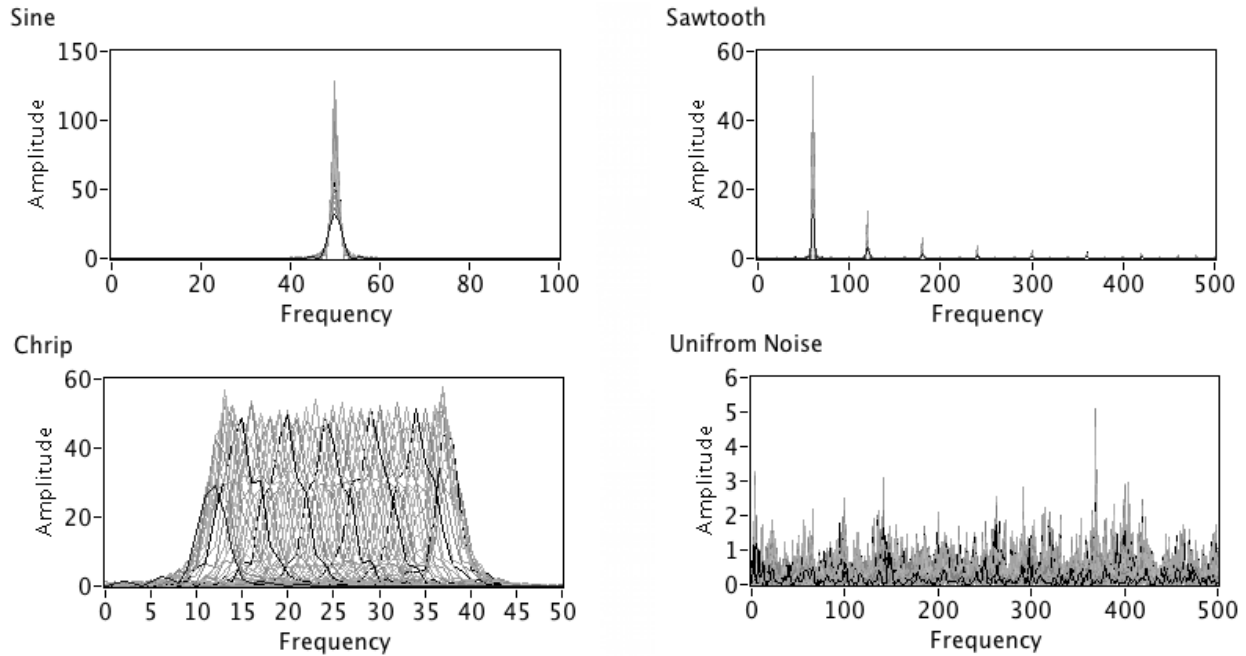 Sine
Amplitude
150
100
50
0
0 20 40 60 80 100
Frequency
Sawtooth
Amplitude
60
40
20
0
0 100 200 300 400 500
Frequency
Chrip
Amplitude
60
40
20
0
0 5 10 15 20 25 30 35 40 45 50
Frequency
Unifrom Noise
Amplitude
6
5
4
3
2
1
0
0 100 200 300 400 500
Frequency